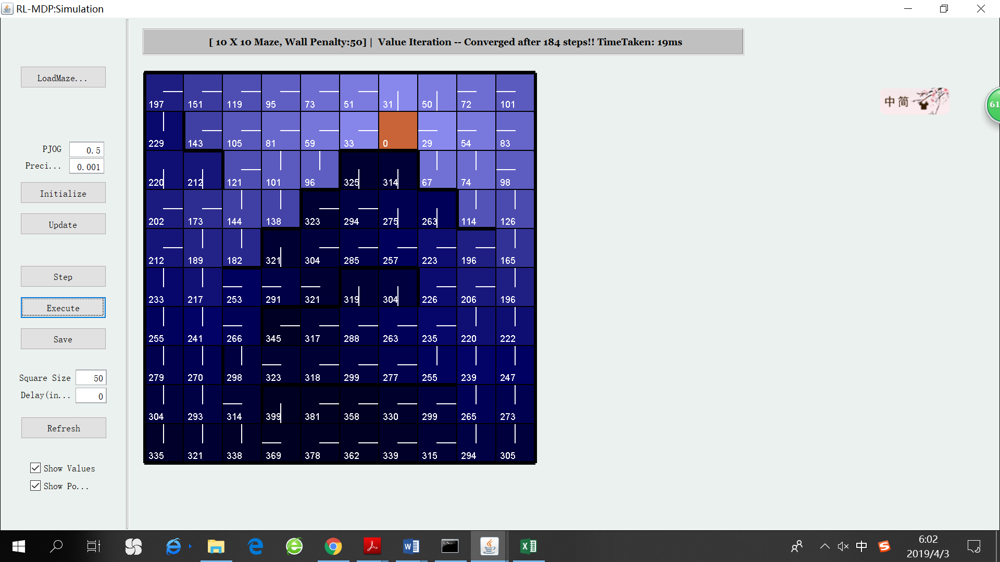 RL-MDP:Simulation
[ 10 X 10 Maze, Wall Penalty:50] | Value Iteration -- Converged after 184 steps!! TimeTaken: 19ms
LoadMaze...
PJOG 0.5
Preci... 0.001
Initialize
Update
Step
Execute
Save
Square Size 50
Delay(in... 0
Refresh
Show Values
Show Po...
197 151 119 95 73 51 31 50 72 101
229 143 105 81 59 33 0 29 54 83
220 212 121 101 96 325 314 67 74 98
202 173 144 138 323 294 275 263 114 126
212 189 182 321 304 285 257 223 196 165
233 217 253 291 321 319 304 226 206 196
255 241 266 345 317 288 263 235 220 222
279 270 298 323 318 299 277 255 239 247
304 293 314 399 381 358 330 299 265 273
335 321 338 369 378 362 339 315 294 305
中 简
61
中
6:02
2019/4/3